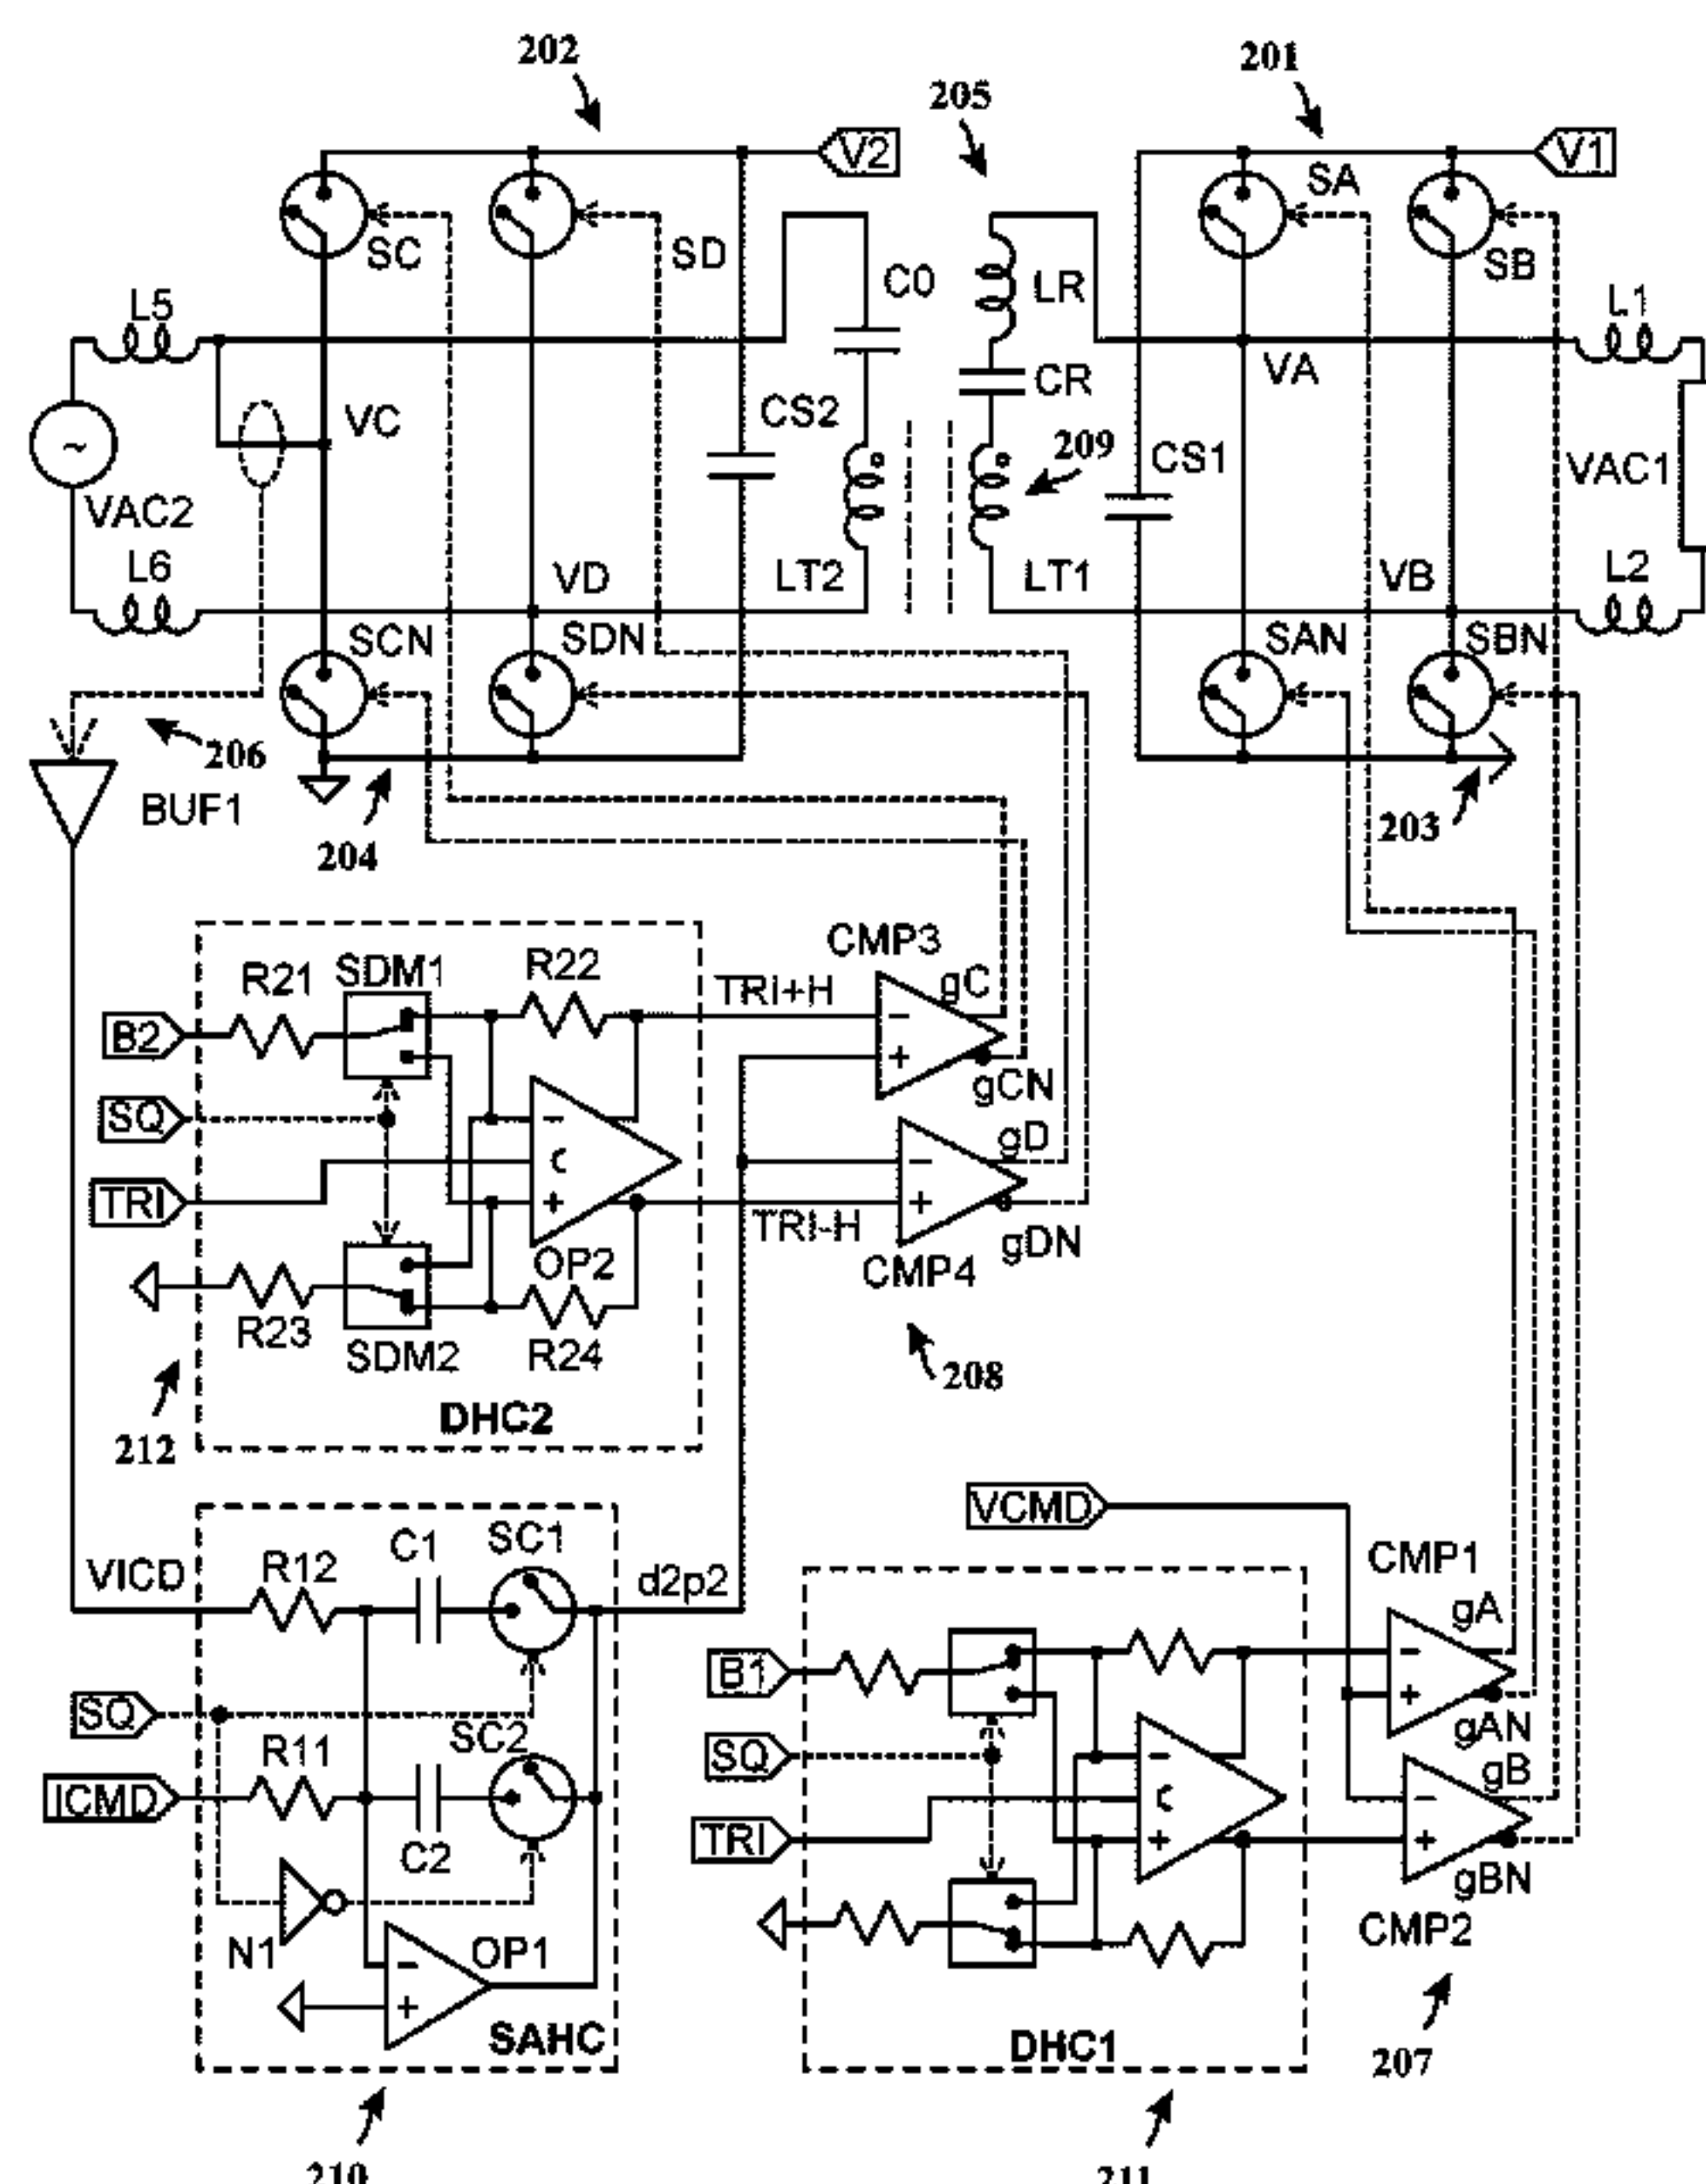 202
201
205
V2
V1
SC
SD
SA
SB
C0
LR
L5
L1
VC
VA
CR
CS2
209
CS1
VAC1
VAC2
L6
LT2
LT1
VD
VB
L2
SCN
SDN
SAN
SBN
206
BUF1
204
203
CMP3
R21
SDM1
R22
TRI+H
gC
B2
-
+
gCN
SQ
gD
-
C
-
TRI
+
+
TRI-H
gDN
OP2
CMP4
R23
SDM2
R24
208
DHC2
212
VCMD
SC1
C1
VICD
R12
d2p2
CMP1
gA
B1
-
SQ
+
SC2
gAN
R11
SQ
-
gB
ICMD
C
-
C2
TRI
+
+
gBN
N1
OP1
-
CMP2
+
SAHC
DHC1
207
210
211